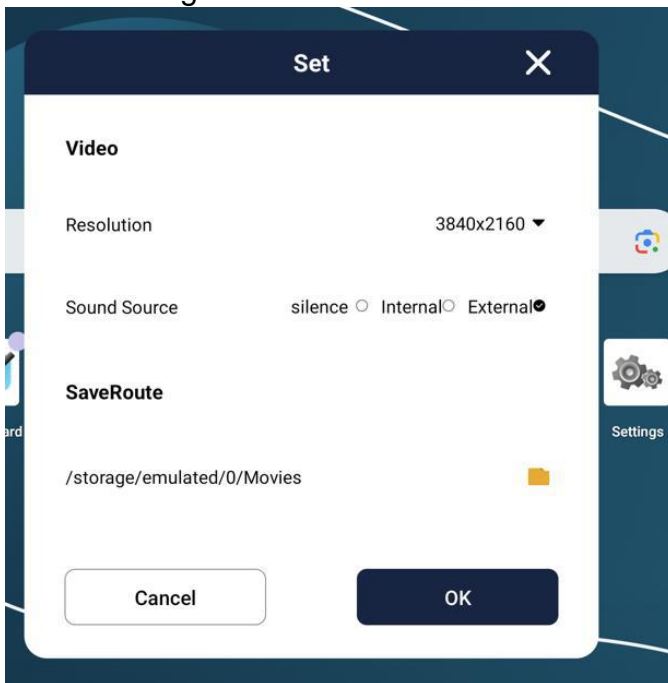 Set
Video
Resolution 3840x2160
Sound Source silence Internal External
SaveRoute
ard Settings
/storage/emulated/0/Movies
Cancel OK